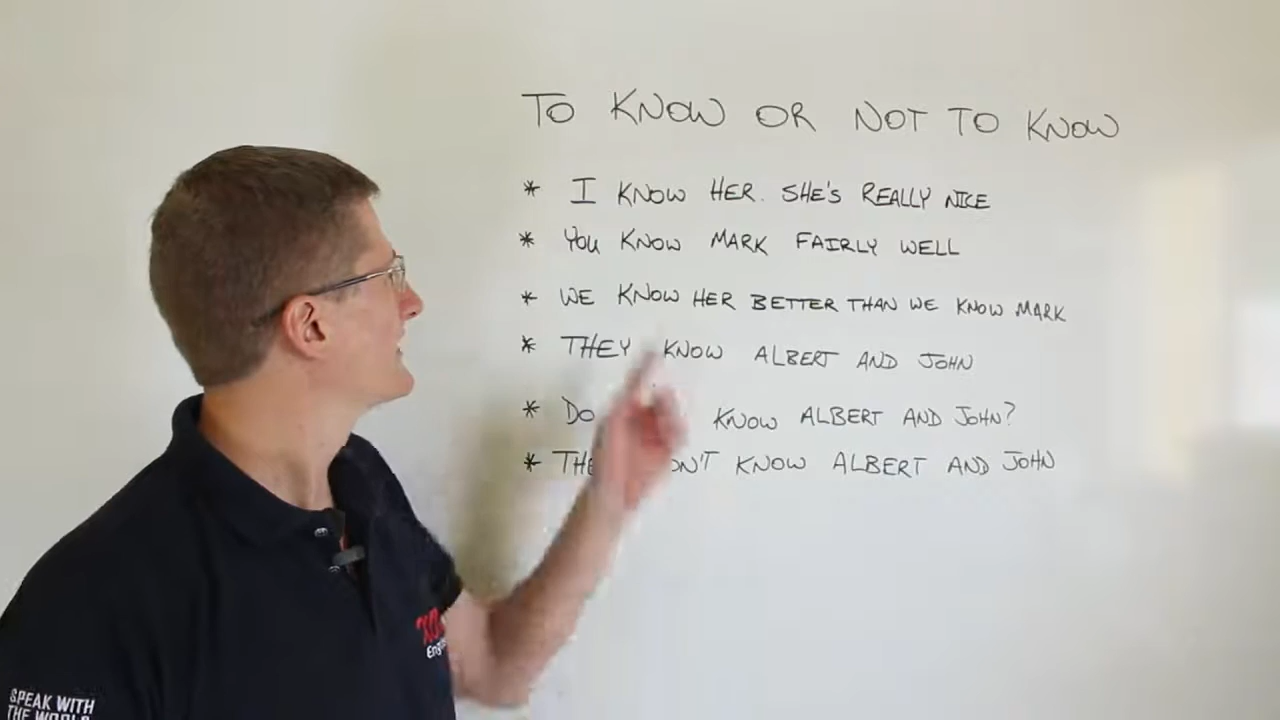 TO KNOW OR NOT TO KNOW
* I KNOW HER. SHE'S REALLY NICE
* YOU KNOW MARK FAIRLY WELL
* WE KNOW HER BETTER THAN WE KNOW MARK
* THEY KNOW ALBERT AND JOHN
* DO KNOW ALBERT AND JOHN?
* KNOW ALBERT AND JOHN
SPEAK WITH
THE WORLD